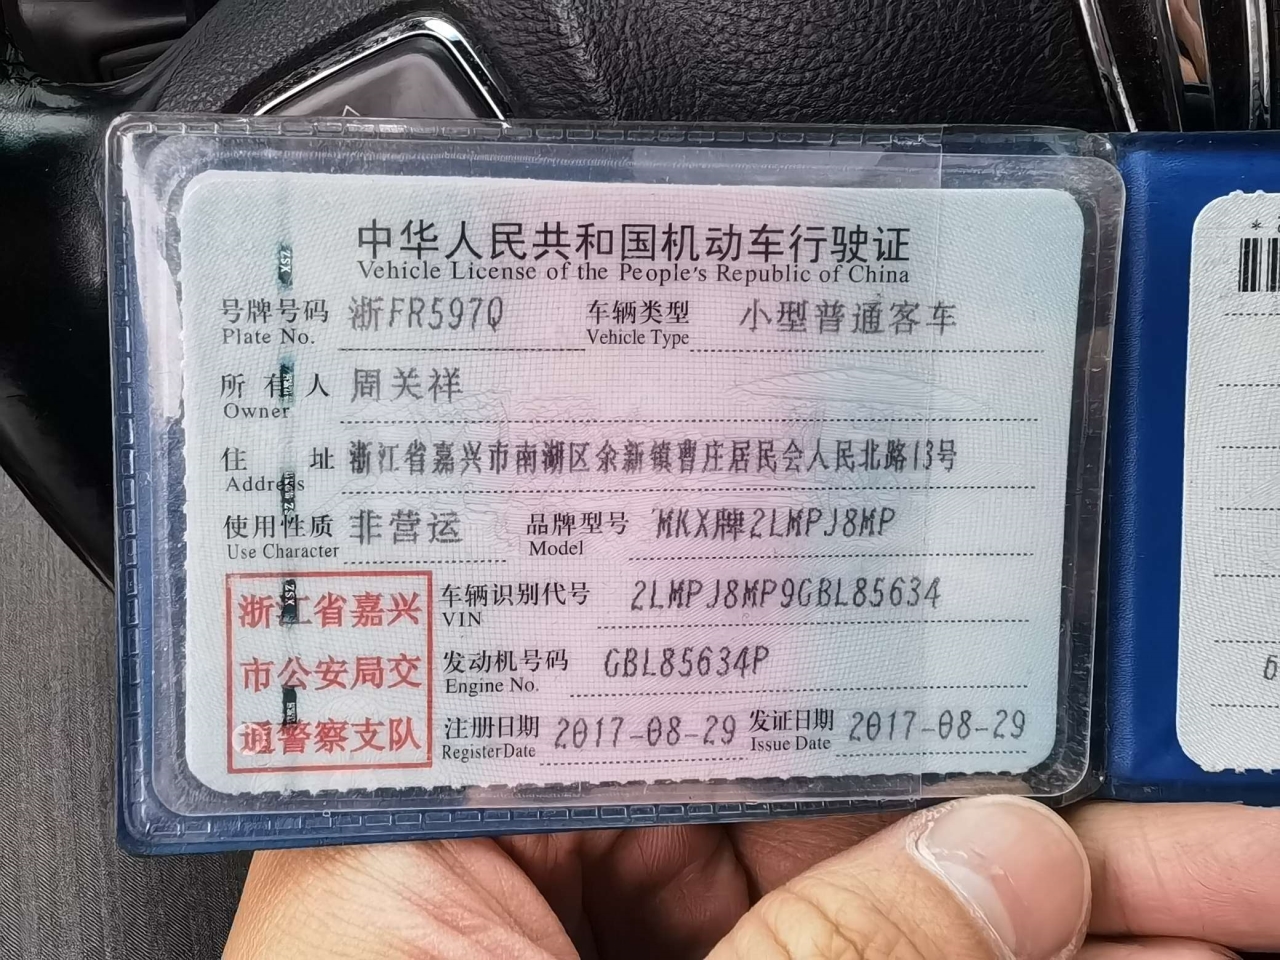 中华人民共和国机动车行驶证
Vehicle License of the People's Republic of China
号牌号码 浙FR597Q 车辆类型 小型普通客车
Plate No. Vehicle Type
所有人 周关祥
Owner
住址 浙江省嘉兴市南湖区余新镇曹庄居民会人民北路13号
Address
使用性质 非营运 品牌型号 MKX牌2LMPJ8MP
Use Character Model
浙江省嘉兴 车辆识别代号 2LMPJ8MP9GBL85634
VIN
市公安局交 发动机号码 GBL85634P
Engine No.
通警察支队 注册日期 2017-08-29 发证日期 2017-08-29
Register Date Issue Date